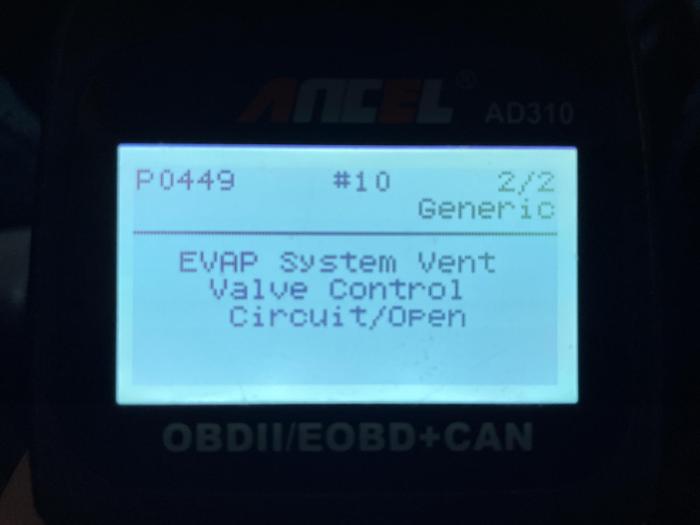 ANCEL®
AD310
P0449 #10 2/2
Generic
EVAP System Vent
Valve Control
Circuit/Open
OBDII/EOBD+CAN